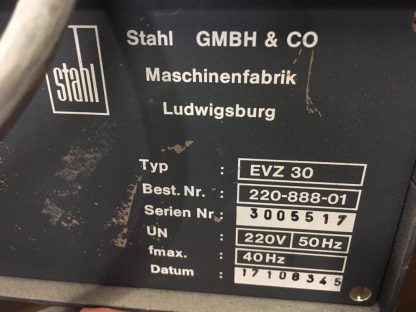 stahl
Stahl GMBH & CO
Maschinenfabrik
Ludwigsburg
Typ : EVZ 30
Best. Nr. : 220-888-01
Serien Nr. : 3005517
UN : 220V | 50Hz
fmax. : 40Hz
Datum : 17108345